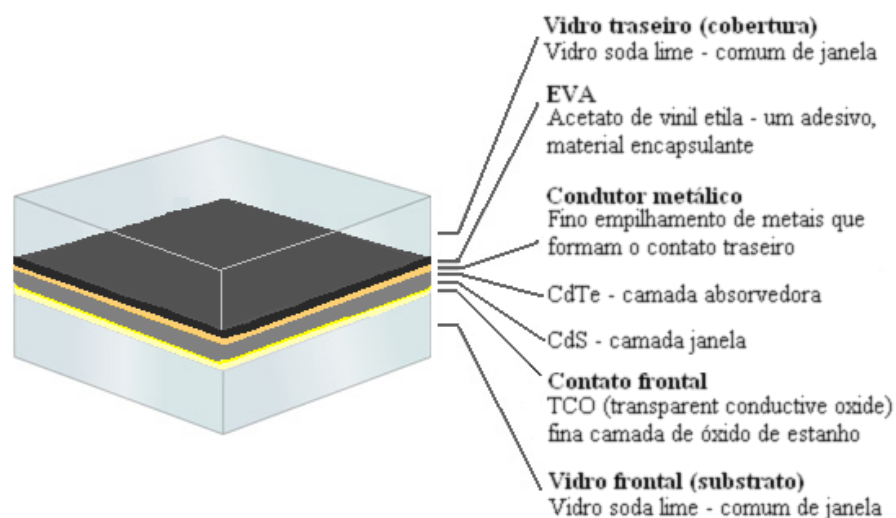 Vidro traseiro (cobertura)
Vidro soda lime - comum de janela
EVA
Acetato de vinil etila - um adesivo,
material encapsulante
Condutor metálico
Fino empilhamento de metais que
formam o contato traseiro
CdTe - camada absorvedora
CdS - camada janela
Contato frontal
TCO (transparent conductive oxide)
fina camada de óxido de estanho
Vidro frontal (substrato)
Vidro soda lime - comum de janela